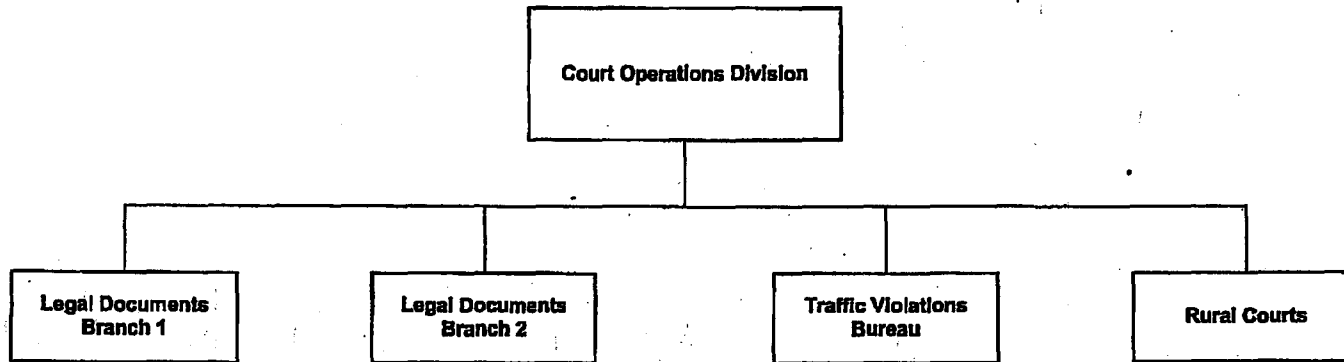 Court Operations Division
Legal Documents
Branch 1
Legal Documents
Branch 2
Traffic Violations
Bureau
Rural Courts